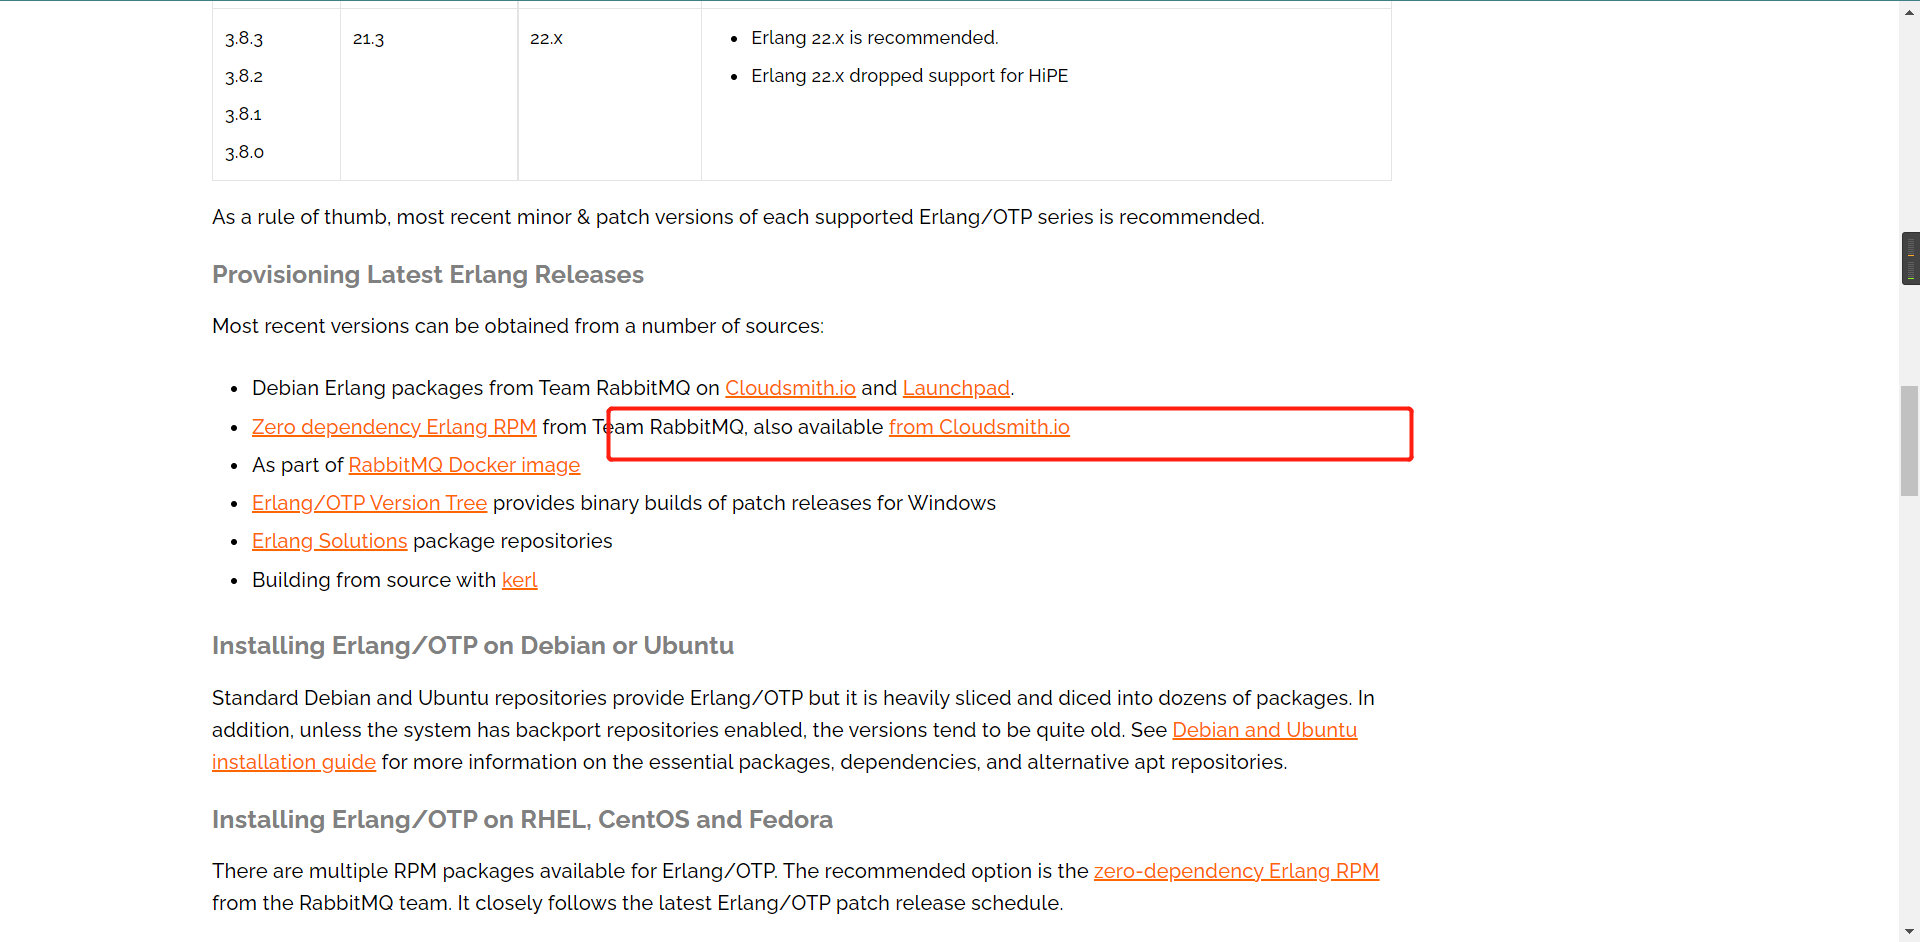 3.8.3 21.3 22.x • Erlang 22.x is recommended.
3.8.2 • Erlang 22.x dropped support for HiPE
3.8.1
3.8.0
As a rule of thumb, most recent minor & patch versions of each supported Erlang/OTP series is recommended.
Provisioning Latest Erlang Releases
Most recent versions can be obtained from a number of sources:
• Debian Erlang packages from Team RabbitMQ on Cloudsmith.io and Launchpad.
• Zero dependency Erlang RPM from Team RabbitMQ, also available from Cloudsmith.io
• As part of RabbitMQ Docker image
• Erlang/OTP Version Tree provides binary builds of patch releases for Windows
• Erlang Solutions package repositories
• Building from source with kerl
Installing Erlang/OTP on Debian or Ubuntu
Standard Debian and Ubuntu repositories provide Erlang/OTP but it is heavily sliced and diced into dozens of packages. In
addition, unless the system has backport repositories enabled, the versions tend to be quite old. See Debian and Ubuntu
installation guide for more information on the essential packages, dependencies, and alternative apt repositories.
Installing Erlang/OTP on RHEL, CentOS and Fedora
There are multiple RPM packages available for Erlang/OTP. The recommended option is the zero-dependency Erlang RPM
from the RabbitMQ team. It closely follows the latest Erlang/OTP patch release schedule.